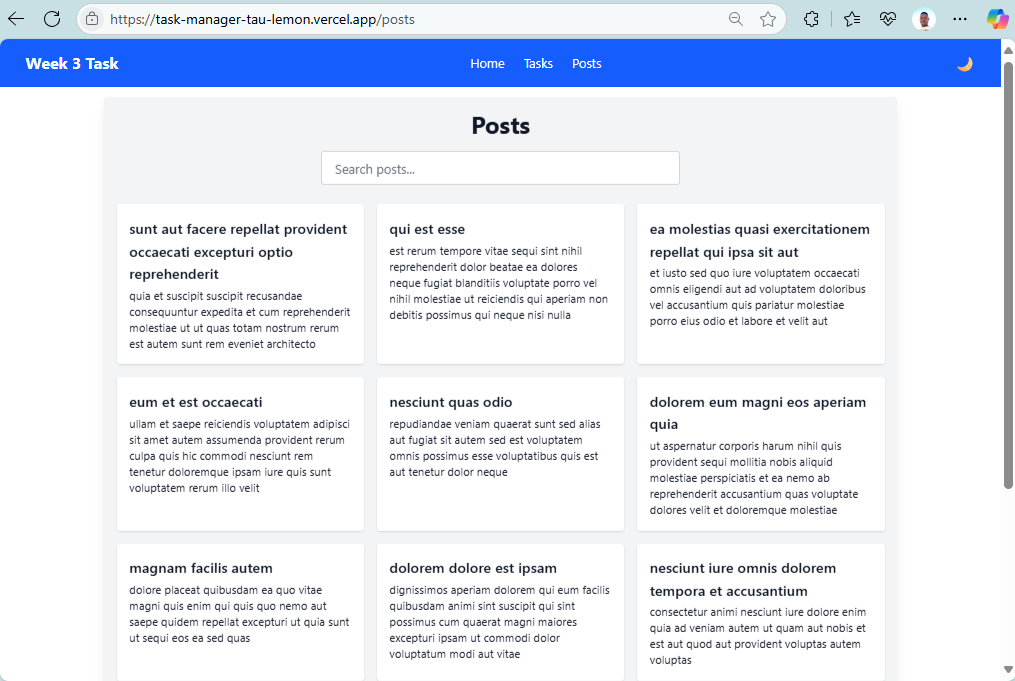 https://task-manager-tau-lemon.vercel.app/posts
Week 3 Task
Home
Tasks
Posts
Posts
Search posts...
sunt aut facere repellat provident
occaecati excepturi optio
reprehenderit
quia et suscipit suscipit recusandae
consequuntur expedita et cum reprehenderit
molestiae ut ut quas totam nostrum rerum
est autem sunt rem eveniet architecto
qui est esse
est rerum tempore vitae sequi sint nihil
reprehenderit dolor beatae ea dolores
neque fugiat blanditiis voluptate porro vel
nihil molestiae ut reiciendis qui aperiam non
debitis possimus qui neque nisi nulla
ea molestias quasi exercitationem
repellat qui ipsa sit aut
et iusto sed quo iure voluptatem occaecati
omnis eligendi aut ad voluptatem doloribus
vel accusantium quis pariatur molestiae
porro eius odio et labore et velit aut
eum et est occaecati
ullam et saepe reiciendis voluptatem adipisci
sit amet autem assumenda provident rerum
culpa quis hic commodi nesciunt rem
tenetur doloremque ipsam iure quis sunt
voluptatem rerum illo velit
nesciunt quas odio
repudiandae veniam quaerat sunt sed alias
aut fugiat sit autem sed est voluptatem
omnis possimus esse voluptatibus quis est
aut tenetur dolor neque
dolorem eum magni eos aperiam
quia
ut aspernatur corporis harum nihil quis
provident sequi mollitia nobis aliquid
molestiae perspiciatis et ea nemo ab
reprehenderit accusantium quas voluptate
dolores velit et doloremque molestiae
magnam facilis autem
dolore placeat quibusdam ea quo vitae
magni quis enim qui quis quo nemo aut
saepe quidem repellat excepturi ut quia sunt
ut sequi eos ea sed quas
dolorem dolore est ipsam
dignissimos aperiam dolorem qui eum facilis
quibusdam animi sint suscipit qui sint
possimus cum quaerat magni maiores
excepturi ipsam ut commodi dolor
voluptatum modi aut vitae
nesciunt iure omnis dolorem
tempora et accusantium
consectetur animi nesciunt iure dolore enim
quia ad veniam autem ut quam aut nobis et
est aut quod aut provident voluptas autem
voluptas